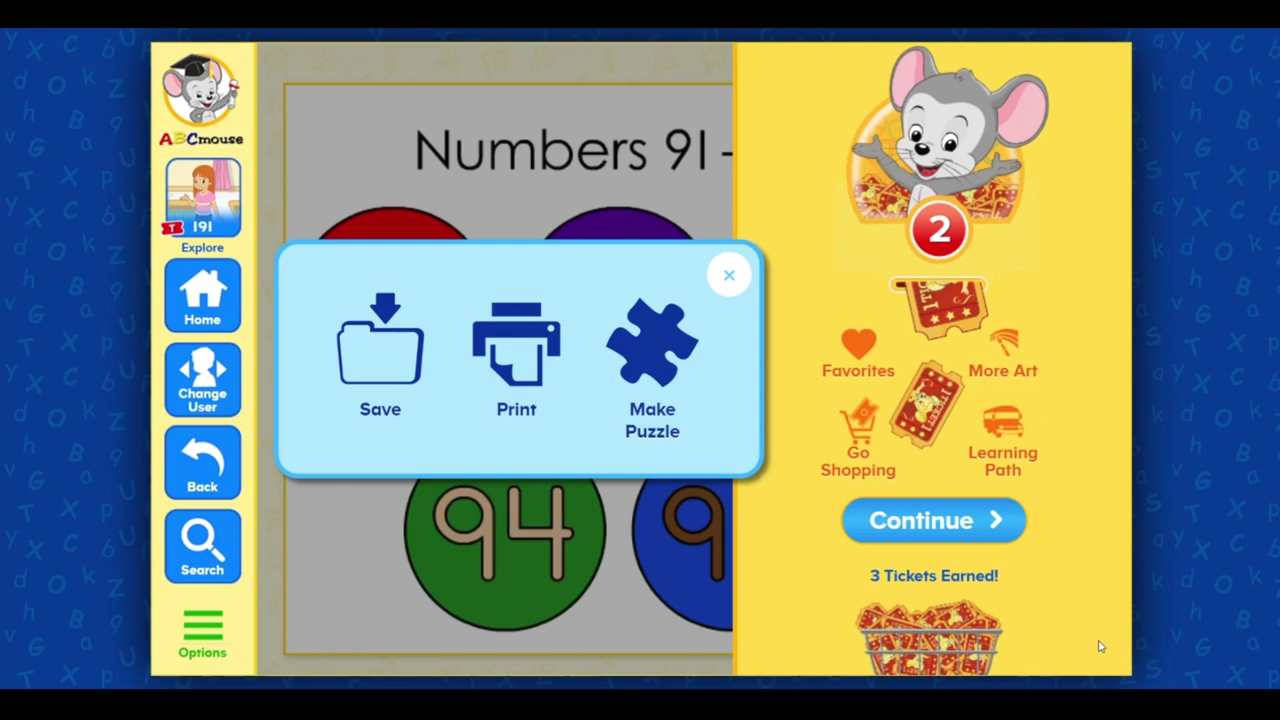 ABCmouse
T 191
Explore
Home
Change
User
Back
Search
Options
Numbers 91 -
Save
Print
Make
Puzzle
94
9
2
Favorites
More Art
Go
Shopping
Learning
Path
Continue
3 Tickets Earned!